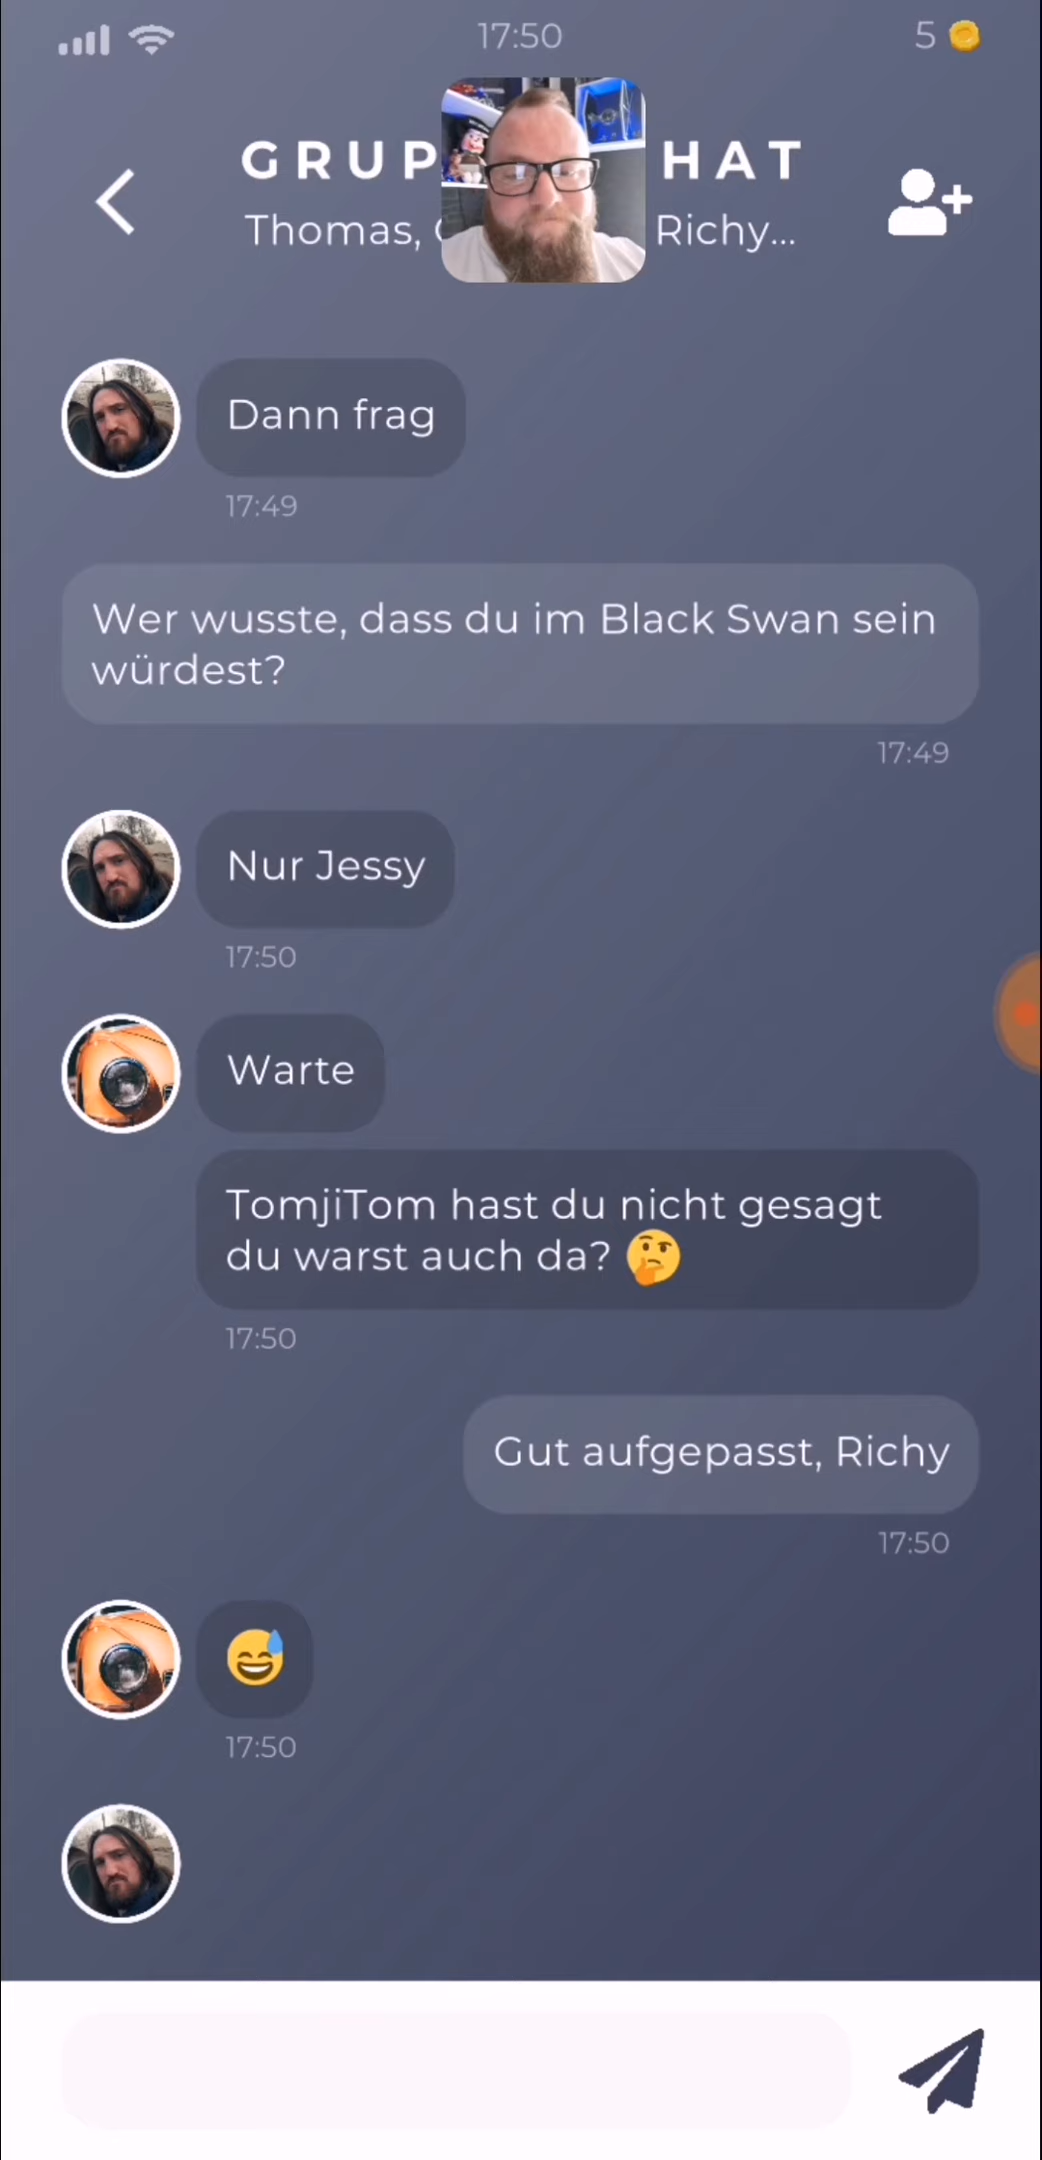 17:50
5
GRUP HAT
Thomas, Richy...
Dann frag
17:49
Wer wusste, dass du im Black Swan sein
würdest?
17:49
Nur Jessy
17:50
Warte
TomjiTom hast du nicht gesagt
du warst auch da? 🤔
17:50
Gut aufgepasst, Richy
17:50
😅
17:50